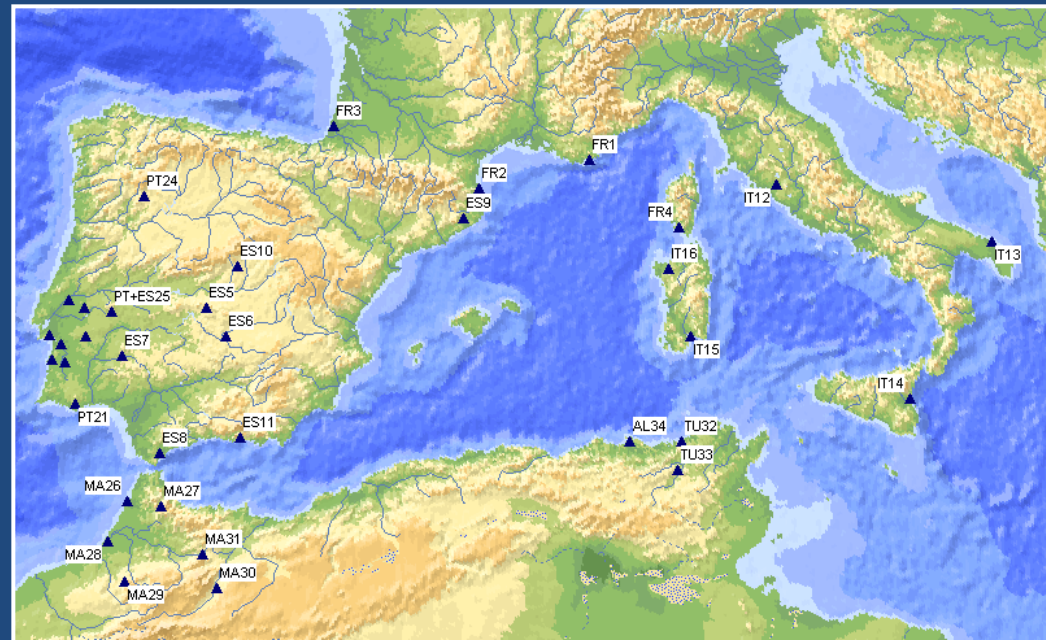 FR3
FR1
PT24
FR2
IT12
ES9
FR4
ES10
IT13
IT16
PT+ES25
ES5
ES6
ES7
IT15
IT14
PT21
ES11
AL34
TU32
ES8
TU33
MA26
MA27
MA31
MA28
MA30
MA29